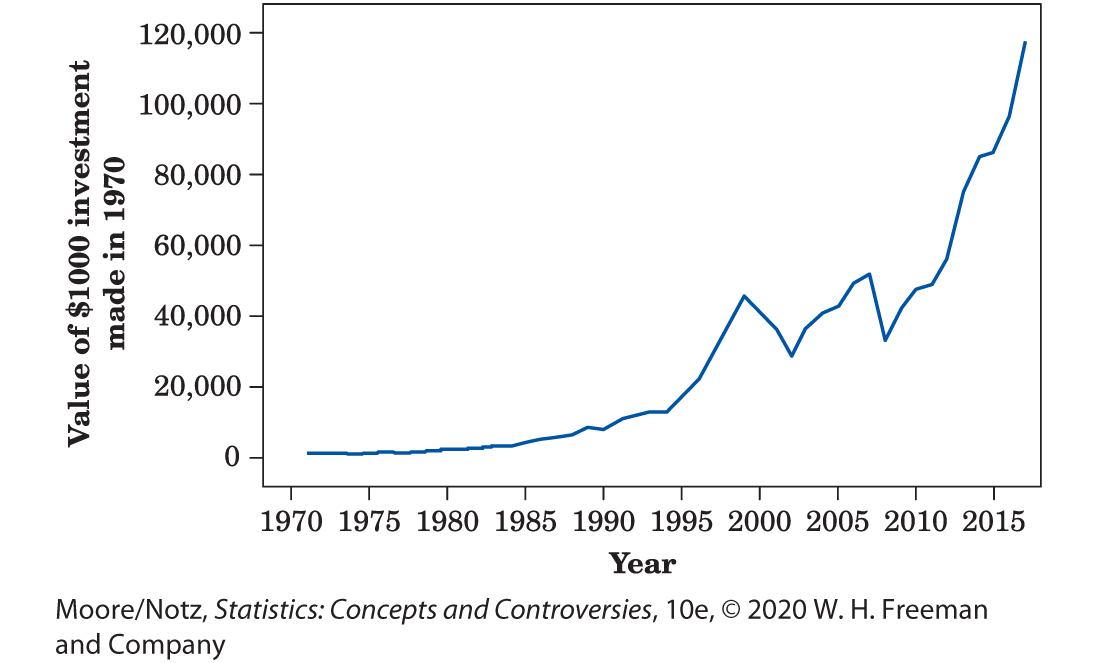 120,000
100,000
80,000
60,000
40,000
20,000
0
Value of $1000 investment
made in 1970
1970 1975 1980 1985 1990 1995 2000 2005 2010 2015
Year
Moore/Notz, Statistics: Concepts and Controversies, 10e, © 2020 W. H. Freeman
and Company